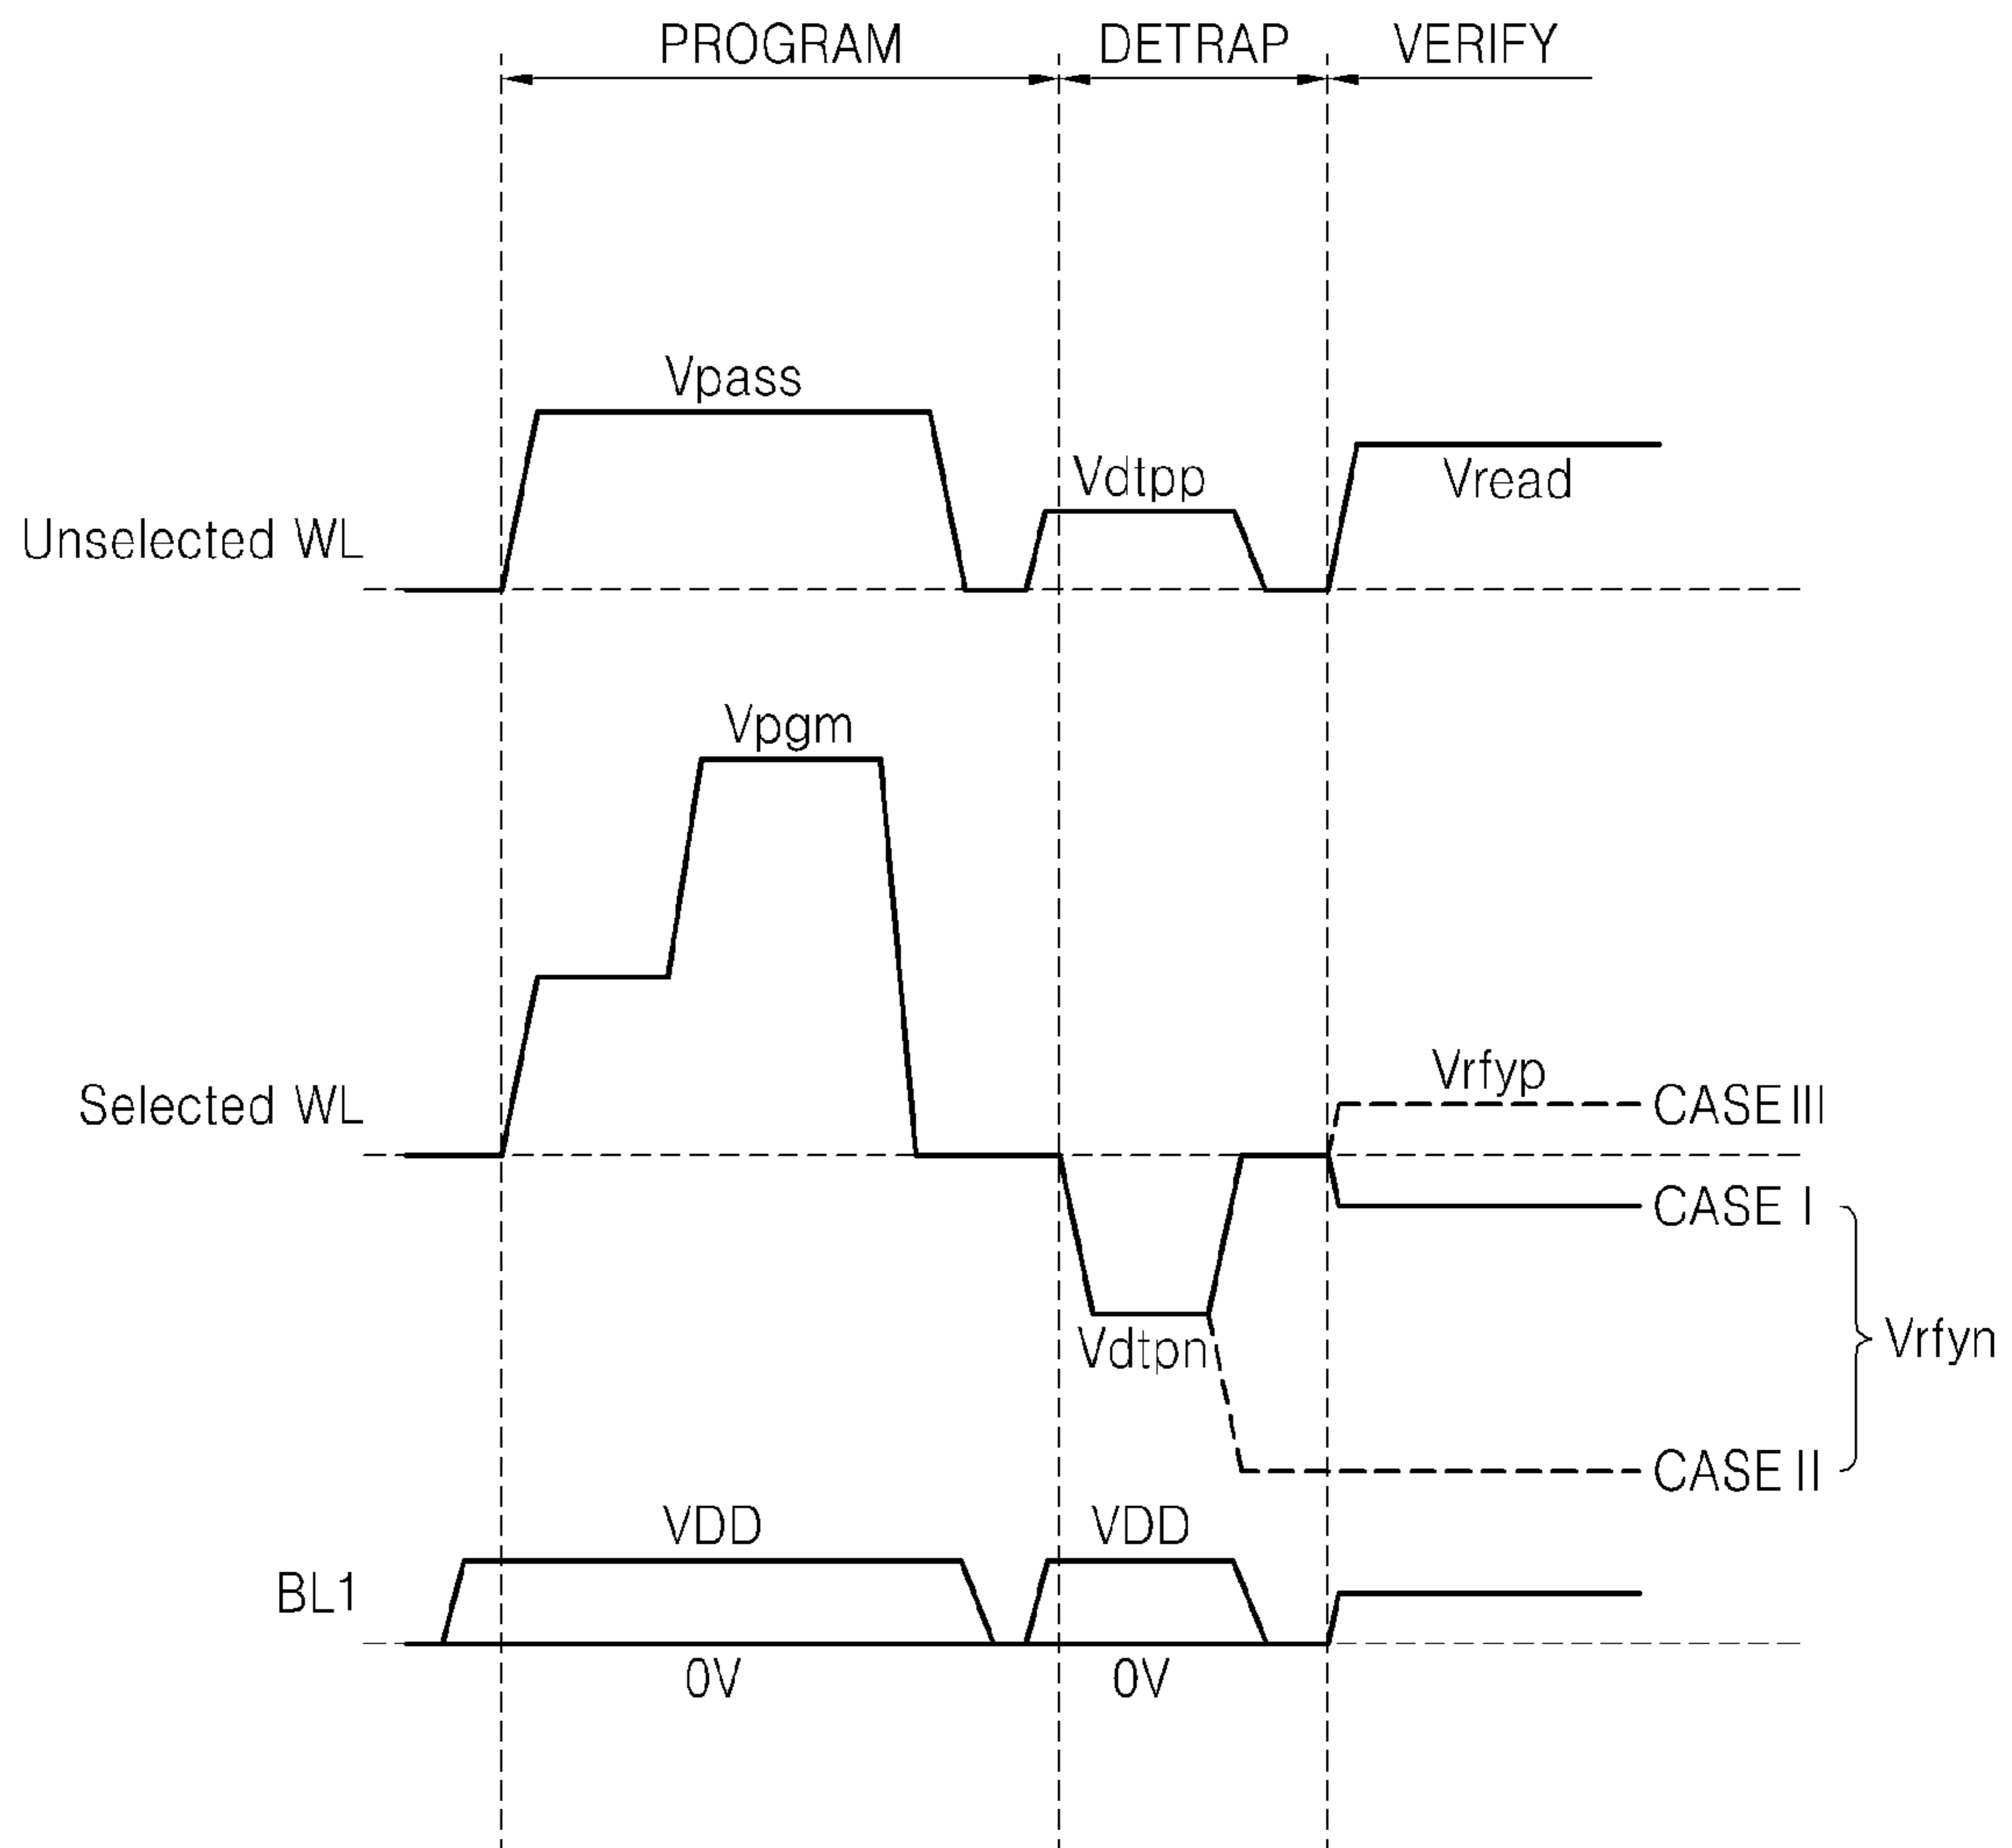 PROGRAM DETRAP VERIFY
Vpass
Vdtpp
Vread
Unselected WL
Vpgm
Selected WL
Vrfyp
CASE III
CASE I
Vdtpn
Vrfyn
CASE II
VDD VDD
BL1
0V 0V